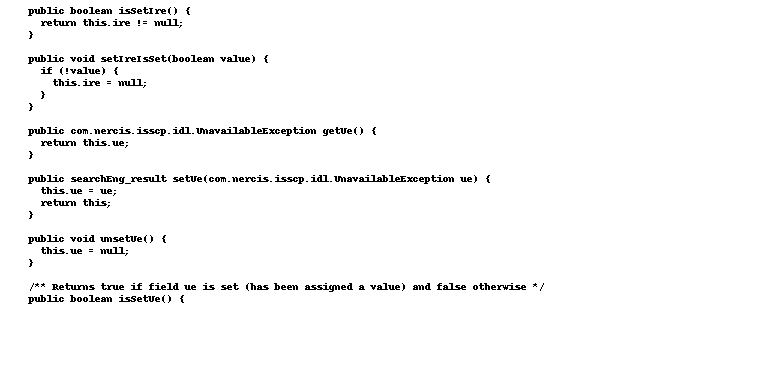 public boolean isSetIre() {
return this.ire != null;
}
public void setIreIsSet(boolean value) {
if (!value) {
this.ire = null;
}
}
public com.nercis.isscp.idl.UnavailableException getUe() {
return this.ue;
}
public searchEng_result setUe(com.nercis.isscp.idl.UnavailableException ue) {
this.ue = ue;
return this;
}
public void unsetUe() {
this.ue = null;
}
/** Returns true if field ue is set (has been assigned a value) and false otherwise */
public boolean isSetUe() {